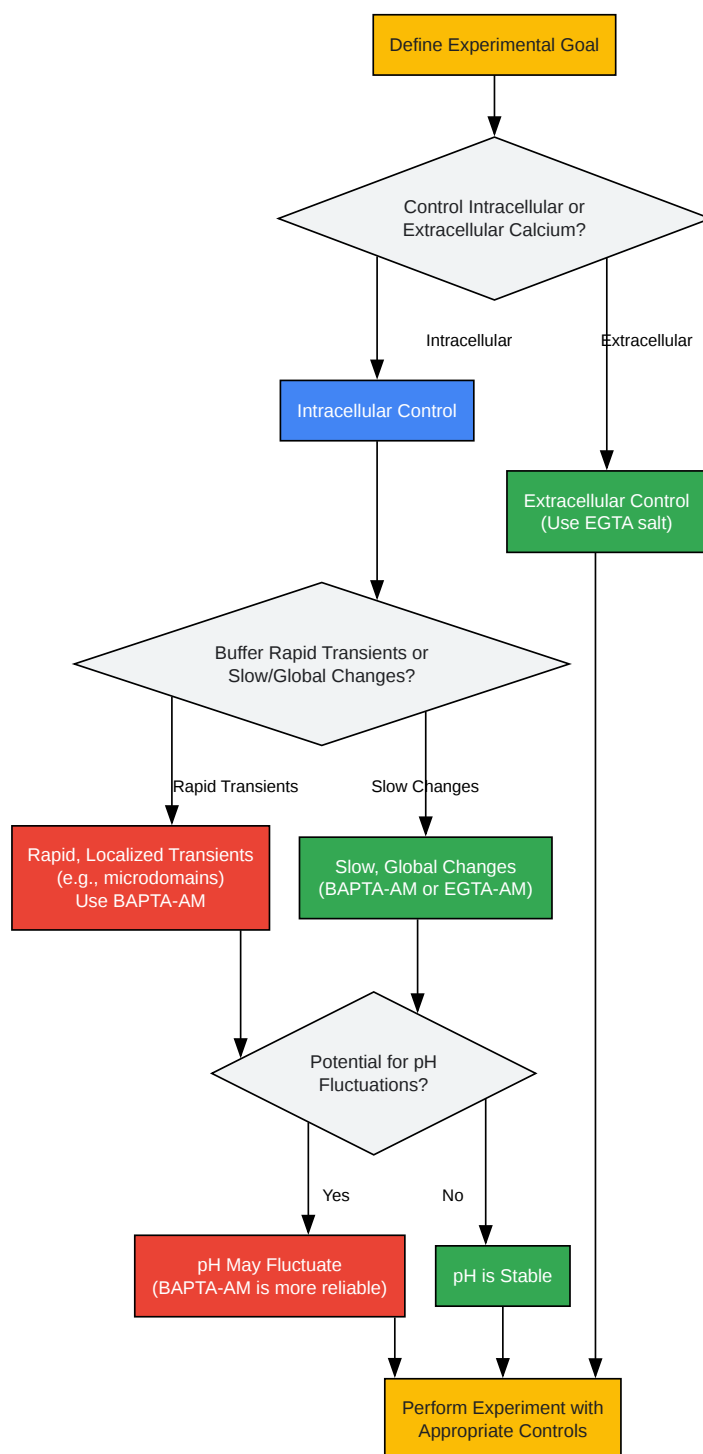 Define Experimental Goal
Control Intracellular or
Extracellular Calcium?
Intracellular
Extracellular
Intracellular Control
Extracellular Control
(Use EGTA salt)
Buffer Rapid Transients or
Slow/Global Changes?
Rapid Transients
Slow Changes
Rapid, Localized Transients
(e.g., microdomains)
Use BAPTA-AM
Slow, Global Changes
(BAPTA-AM or EGTA-AM)
Potential for pH
Fluctuations?
Yes
No
pH May Fluctuate
(BAPTA-AM is more reliable)
pH is Stable
Perform Experiment with
Appropriate Controls